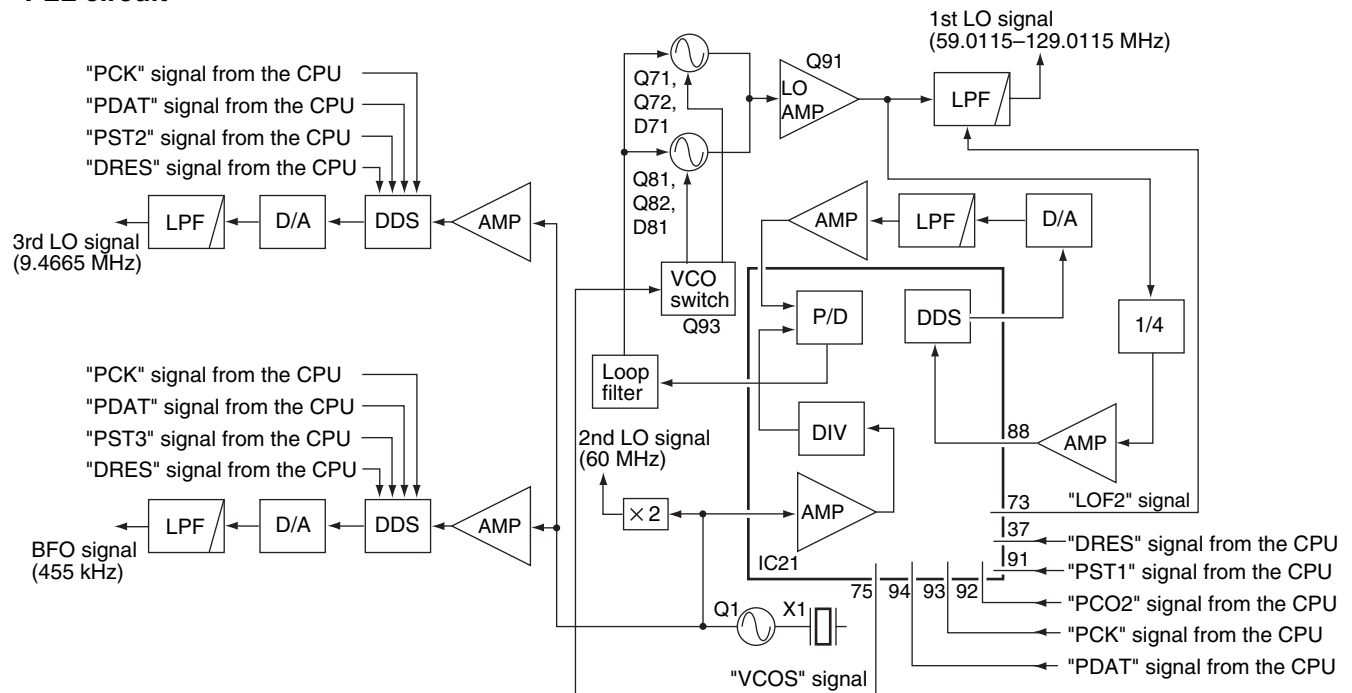 1st LO signal
(59.0115–129.0115 MHz)
"PCK" signal from the CPU
"PDAT" signal from the CPU
"PST2" signal from the CPU
"DRES" signal from the CPU
LPF
D/A
DDS
AMP
3rd LO signal
(9.4665 MHz)
Q71,
Q72,
D71
Q81,
Q82,
D81
Q91
LO
AMP
LPF
AMP
LPF
D/A
VCO
switch
Q93
P/D
DDS
1/4
Loop
filter
DIV
88
AMP
2nd LO signal
(60 MHz)
× 2
AMP
IC21
"PCK" signal from the CPU
"PDAT" signal from the CPU
"PST3" signal from the CPU
"DRES" signal from the CPU
LPF
D/A
DDS
AMP
BFO signal
(455 kHz)
73
"LOF2" signal
37
"DRES" signal from the CPU
91
"PST1" signal from the CPU
75
94
93
92
"PCO2" signal from the CPU
"PCK" signal from the CPU
"PDAT" signal from the CPU
Q1
X1
"VCOS" signal